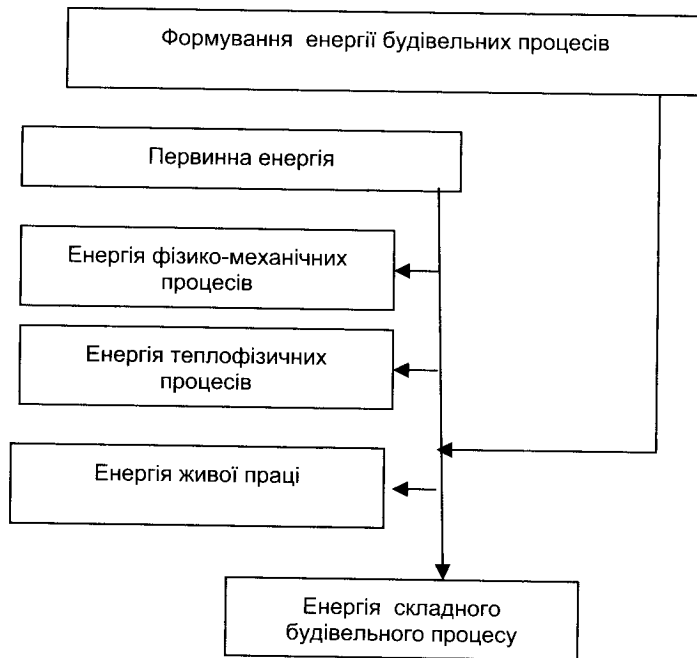 Формування енергії будівельних процесів
Первинна енергія
Енергія фізико-механічних
процесів
Енергія теплофізичних
процесів
Енергія живої праці
Енергія складного
будівельного процесу